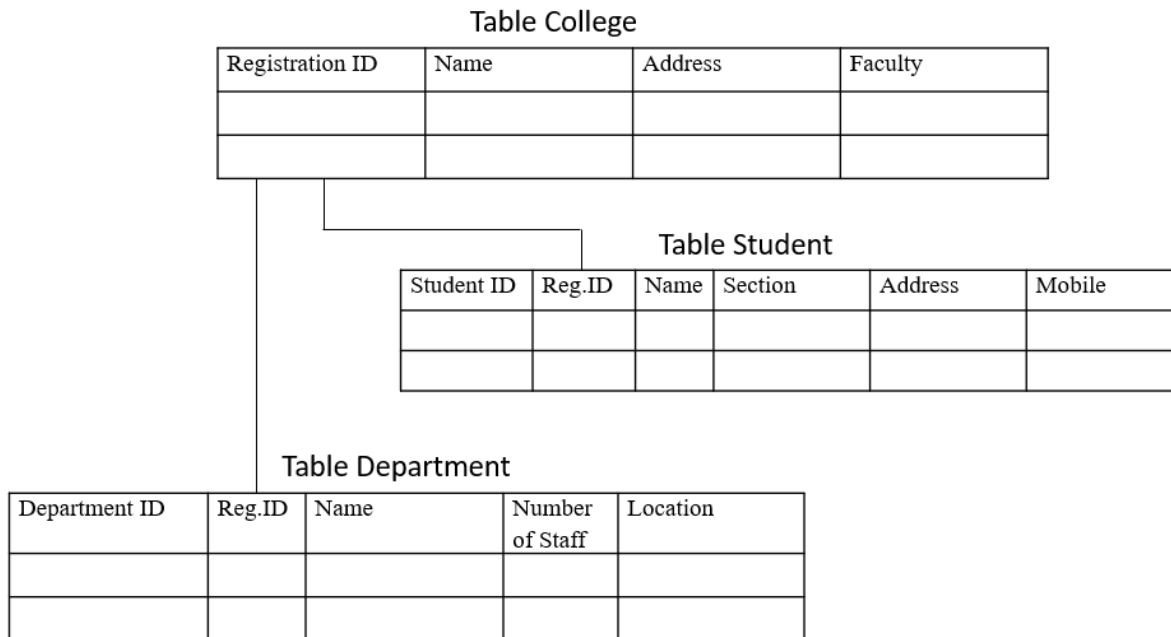 Table College
Registration ID Name Address Faculty
Table Student
Student ID Reg.ID Name Section Address Mobile
Table Department
Department ID Reg.ID Name Number Location
of Staff